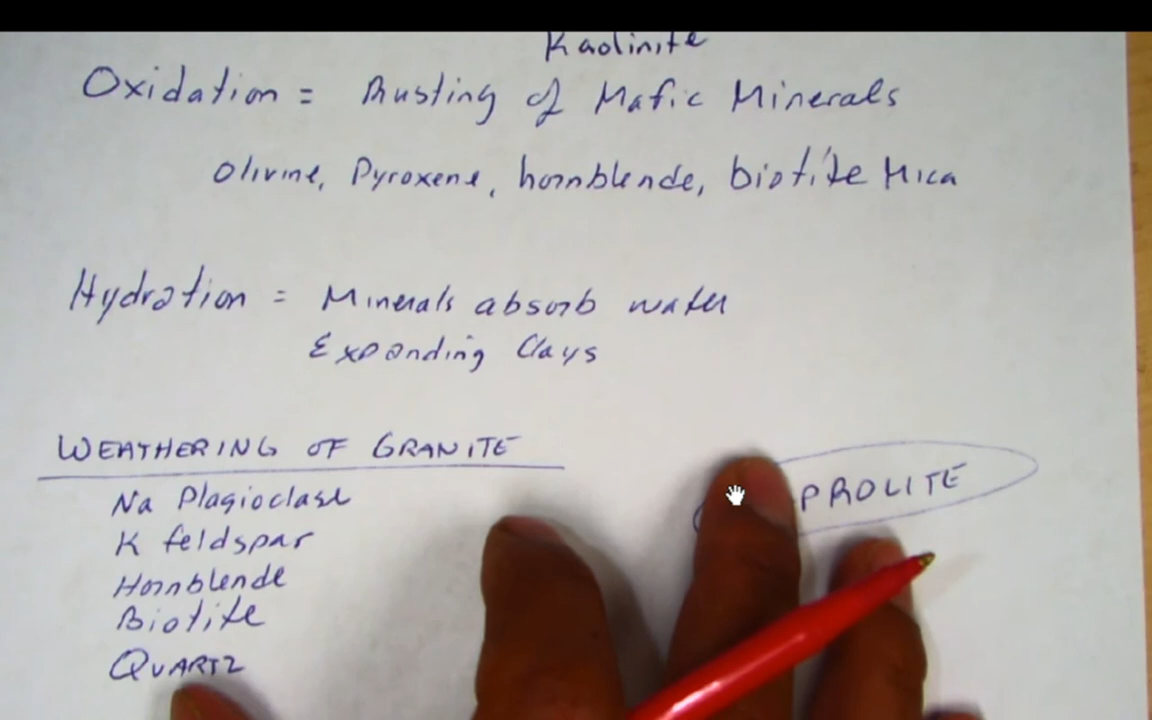 Kaolinite
Oxidation = Rusting of Mafic Minerals
Olivine, Pyroxene, hornblende, biotite Mica
Hydration = Minerals absorb water
Expanding Clays
WEATHERING OF GRANITE
PROLITE
Na Plagioclase
K feldspar
Hornblende
Biotite
QUARTZ